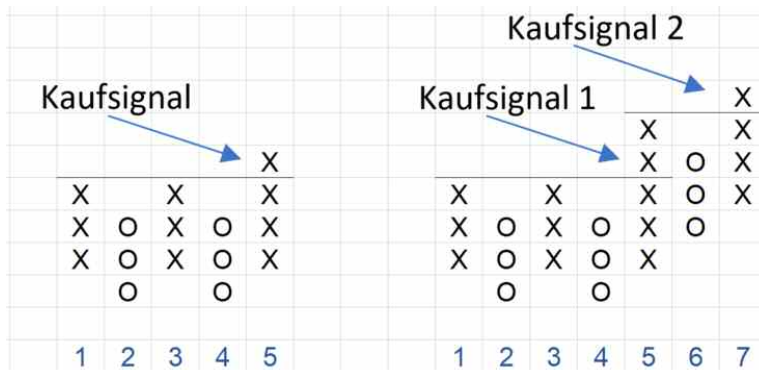 Kaufsignal 2
Kaufsignal
Kaufsignal 1
X
X X
X X O X
X X X X X O X
X O X O X X O X O X O
X O X O X X O X O X
O O O O
1 2 3 4 5 1 2 3 4 5 6 7